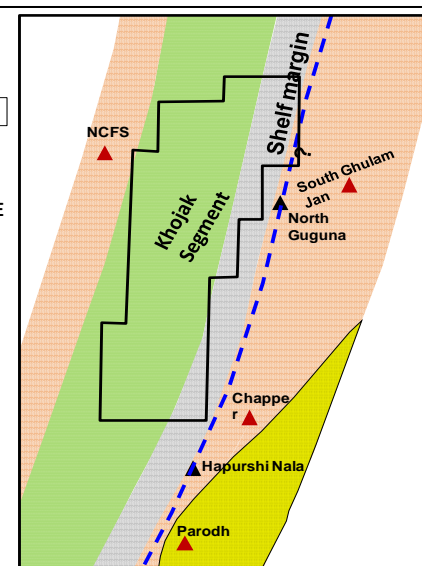 Shelf margin
?
NCFS
E
South Ghulam
Jan
North
Guguna
Khojak
Segment
Chappe
r
Hapurshi Nala
Parodh